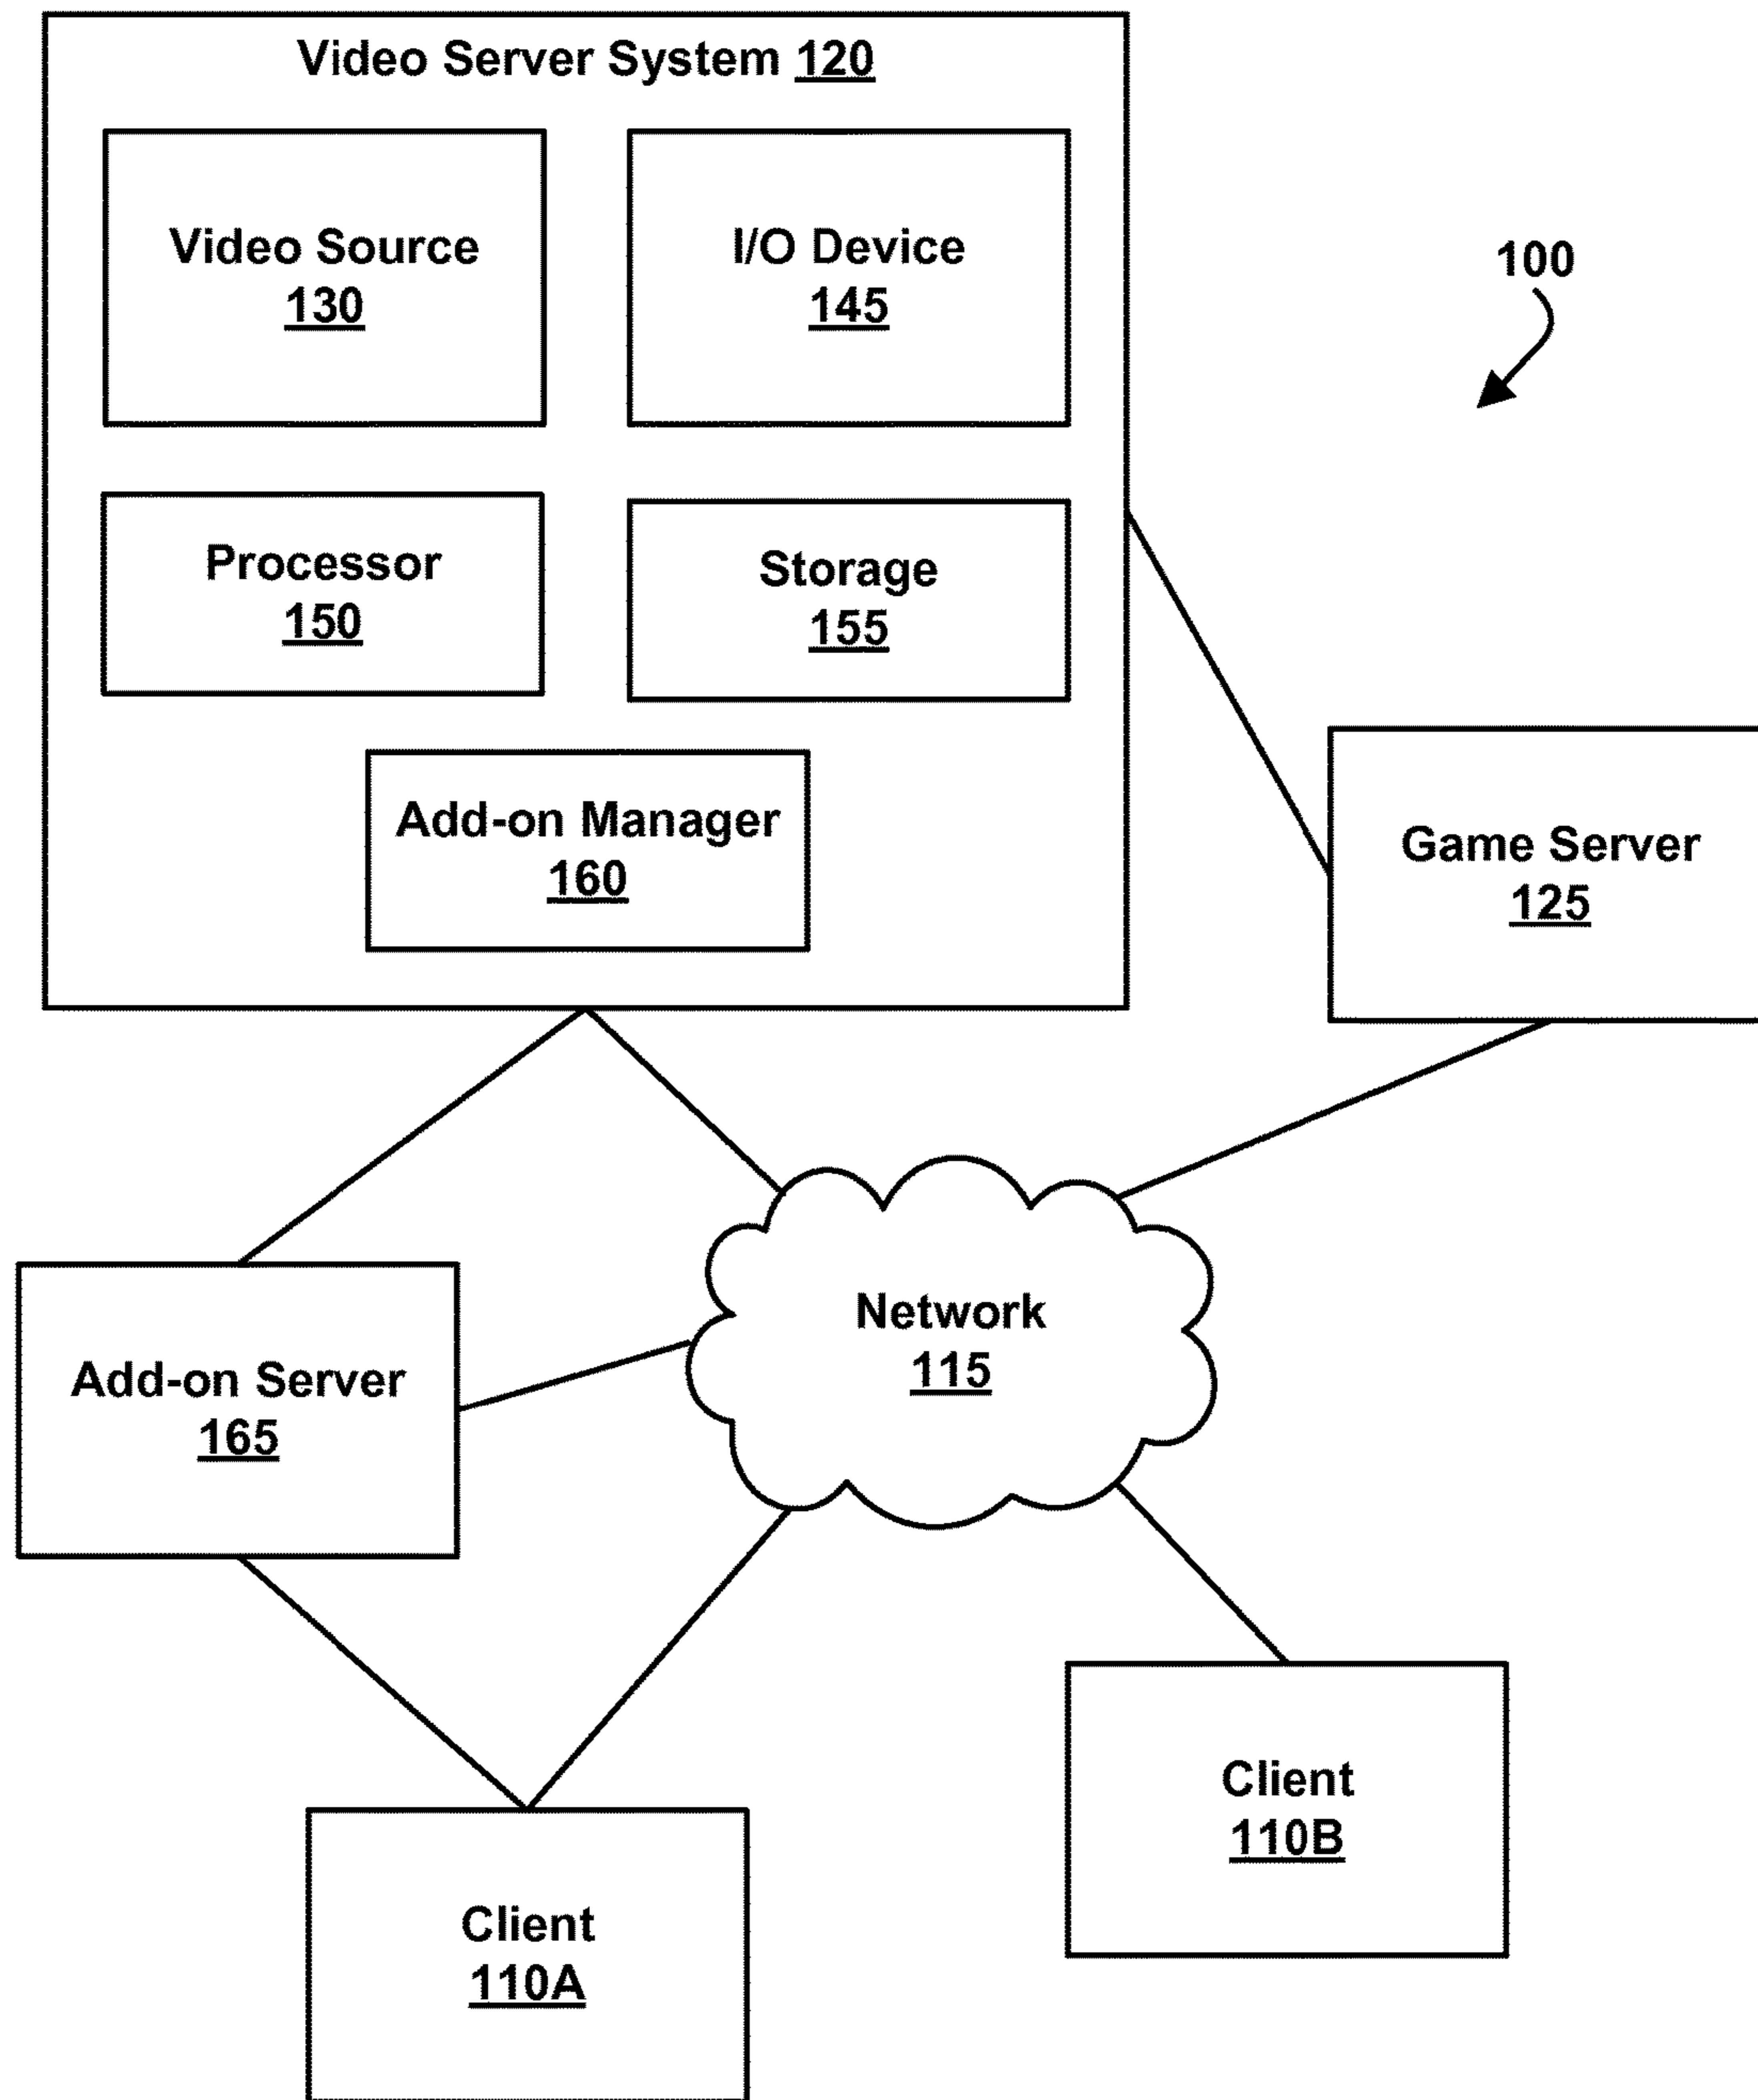 Video Server System 120
Video Source
130
I/O Device
145
100
Processor
150
Storage
155
Add-on Manager
160
Game Server
125
Network
115
Add-on Server
165
Client
110B
Client
110A